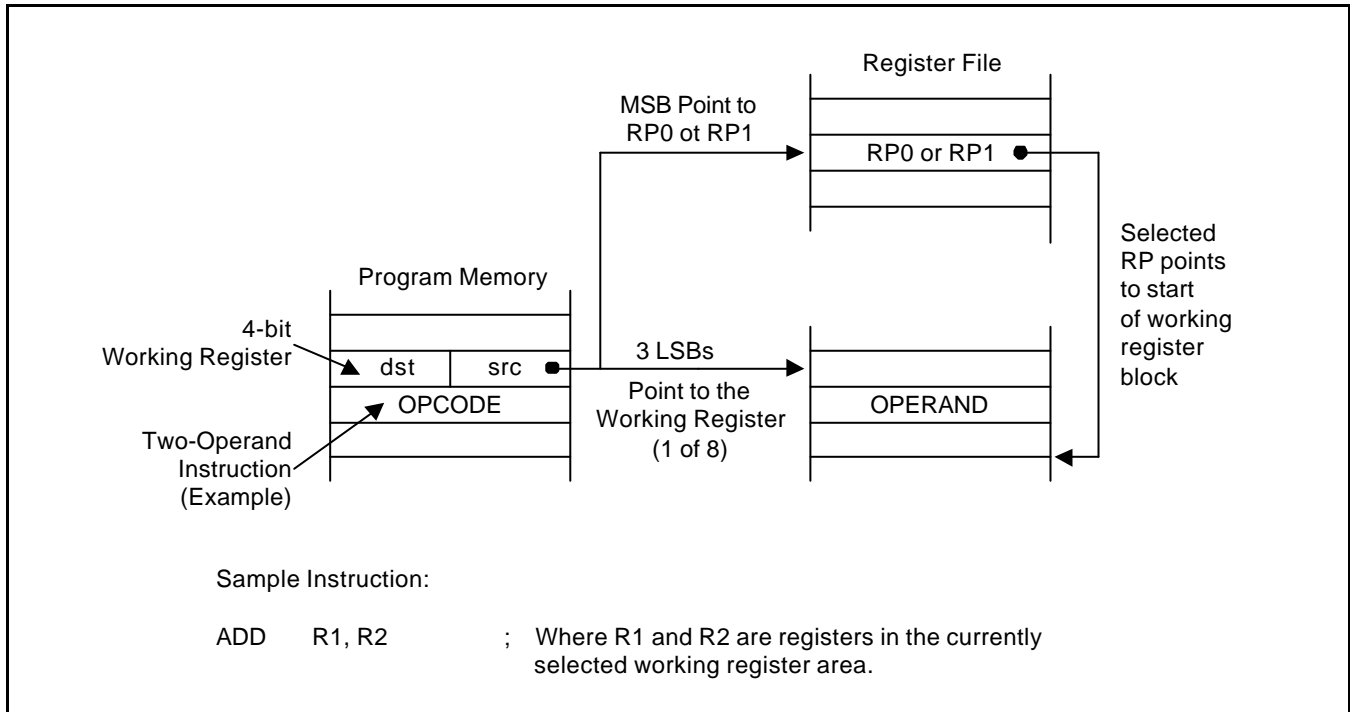 Register File
MSB Point to
RP0 ot RP1
RP0 or RP1
Selected
RP points
to start
of working
register
block
Program Memory
4-bit
Working Register
dst
src
3 LSBs
Point to the
Working Register
(1 of 8)
OPCODE
OPERAND
Two-Operand
Instruction
(Example)
Sample Instruction:
ADD R1, R2 ; Where R1 and R2 are registers in the currently
selected working register area.